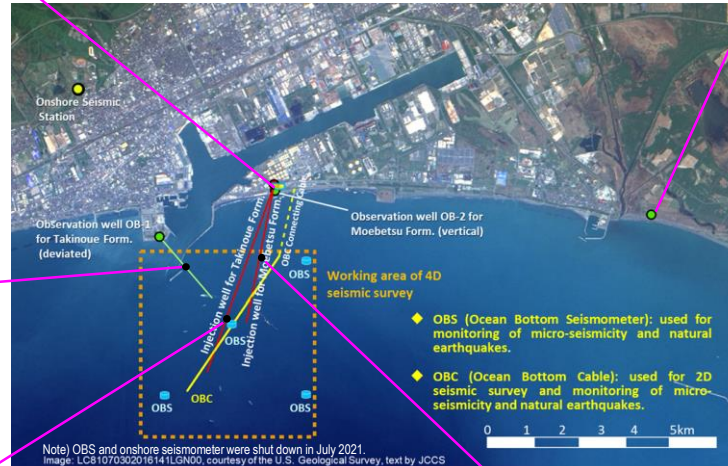 Onshore Seismic
Station
Observation well OB-1
for Takinoue Form.
(deviated)
Injection well for Takinoue Form.
Injection well for Moebetsu Form.
OBC Connecting Cable
Observation well OB-2 for
Moebetsu Form. (vertical)
OBS
Working area of 4D
seismic survey
OBS
OBC
OBS
OBS
◆ OBS (Ocean Bottom Seismometer): used for
monitoring of micro-seismicity and natural
earthquakes.
◆ OBC (Ocean Bottom Cable): used for 2D
seismic survey and monitoring of micro-
seismicity and natural earthquakes.
0 1 2 3 4 5km
Note) OBS and onshore seismometer were shut down in July 2021.
Image: LC81070302016141LGN00, courtesy of the U.S. Geological Survey, text by JCCS